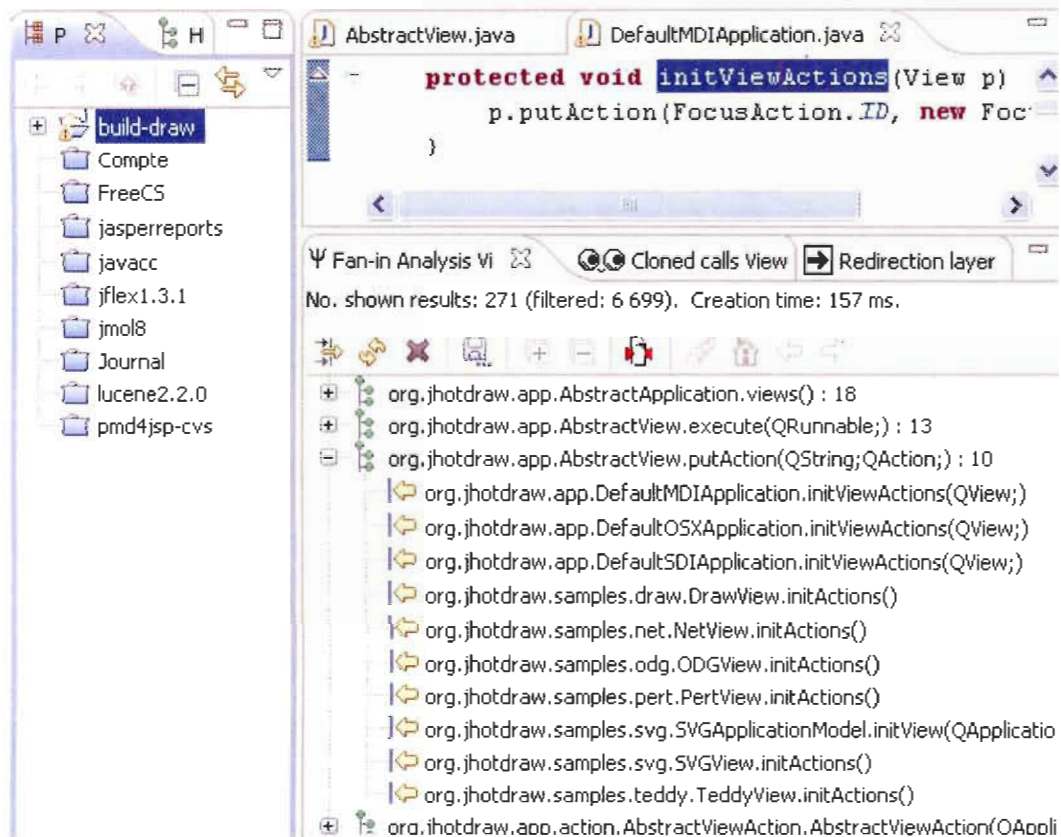 P
H
build-draw
Compte
FreeCS
jasperreports
javacc
jflex1.3.1
jmol8
Journal
lucene2.2.0
pmd4jsp-cvs
AbstractView.java
DefaultMDIApplication.java
protected void initViewActions(View p)
p.putAction(FocusAction.ID, new Foc
}
Fan-in Analysis Vi
Cloned calls View
Redirection layer
No. shown results: 271 (filtered: 6 699). Creation time: 157 ms.
org.jhotdraw.app.AbstractApplication.views() : 18
org.jhotdraw.app.AbstractView.execute(QRunnable;) : 13
org.jhotdraw.app.AbstractView.putAction(QString;QAction;) : 10
org.jhotdraw.app.DefaultMDIApplication.initViewActions(QView;)
org.jhotdraw.app.DefaultOSXApplication.initViewActions(QView;)
org.jhotdraw.app.DefaultSDIApplication.initViewActions(QView;)
org.jhotdraw.samples.draw.DrawView.initActions()
org.jhotdraw.samples.net.NetView.initActions()
org.jhotdraw.samples.odg.ODGView.initActions()
org.jhotdraw.samples.pert.PertView.initActions()
org.jhotdraw.samples.svg.SVGApplicationModel.initView(QApplicatio
org.jhotdraw.samples.svg.SVGView.initActions()
org.jhotdraw.samples.teddy.TeddyView.initActions()
org.jhotdraw.app.action.AbstractViewAction.AbstractViewAction(QAppli